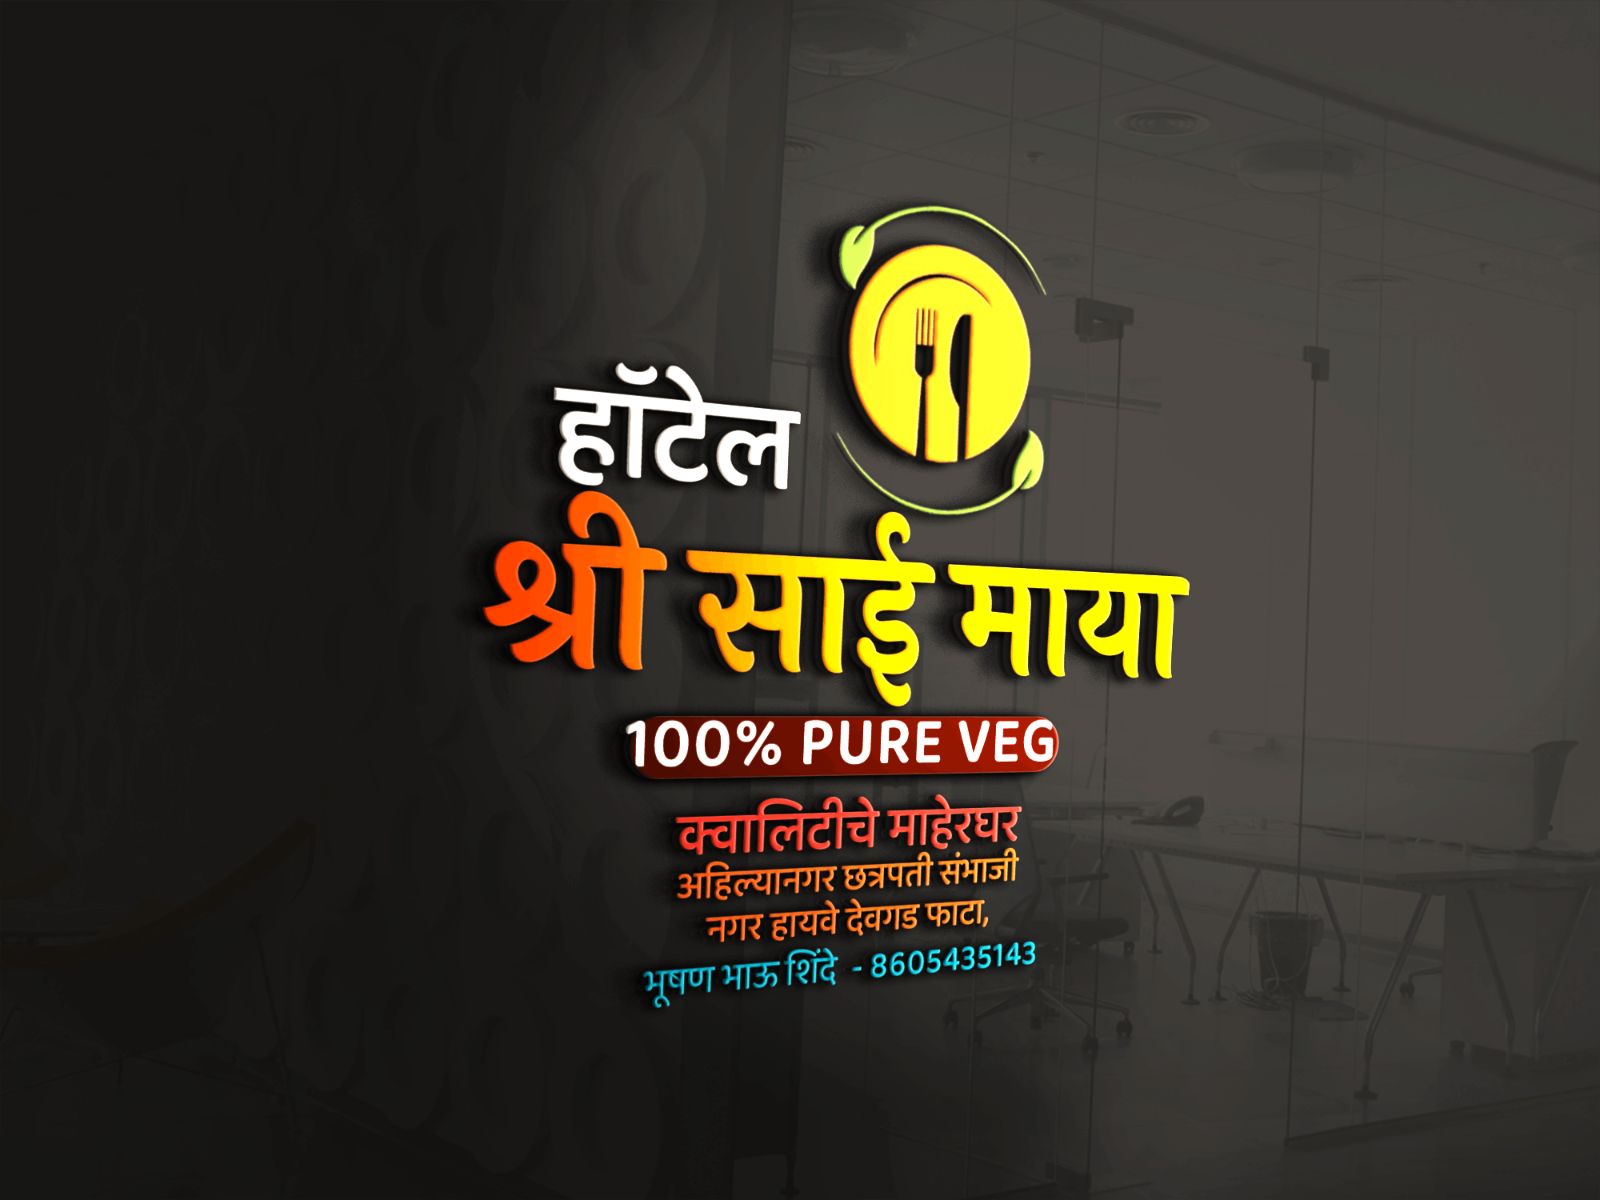 हॉटेल
श्री साई माया
100% PURE VEG
क्वालिटीचे माहेरघर
अहिल्यानगर छत्रपती संभाजी
नगर हायवे देवगड फाटा,
भूषण भाऊ शिंदे - 8605435143